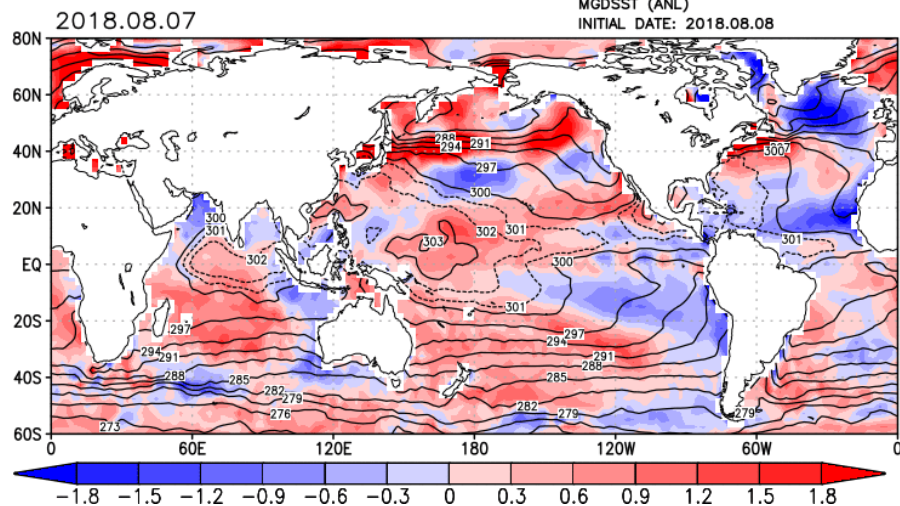 MGDSST (ANL)
2018.08.07
INITIAL DATE: 2018.08.08
80N
60N
288
40N
294 291
300
297
20N
300
300
301
301
302
303
302
301
EQ
300
301
20S
297
297
294
294
291
291
288
288
285
285
40S
282
279
282
279
279
276
273
60S
0 60E 120E 180 120W 60W 0
−1.8 −1.5 −1.2 −0.9 −0.6 −0.3 0 0.3 0.6 0.9 1.2 1.5 1.8